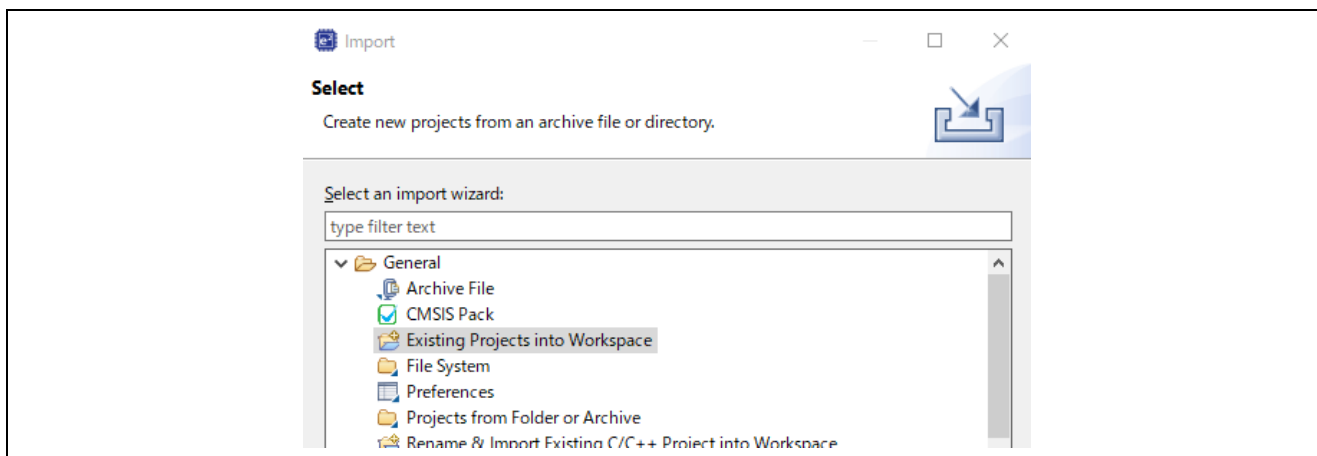 Import
Select
Create new projects from an archive file or directory.
Select an import wizard:
type filter text
General
Archive File
CMSIS Pack
Existing Projects into Workspace
File System
Preferences
Projects from Folder or Archive
Rename & Import Existing C/C++ Project into Workspace